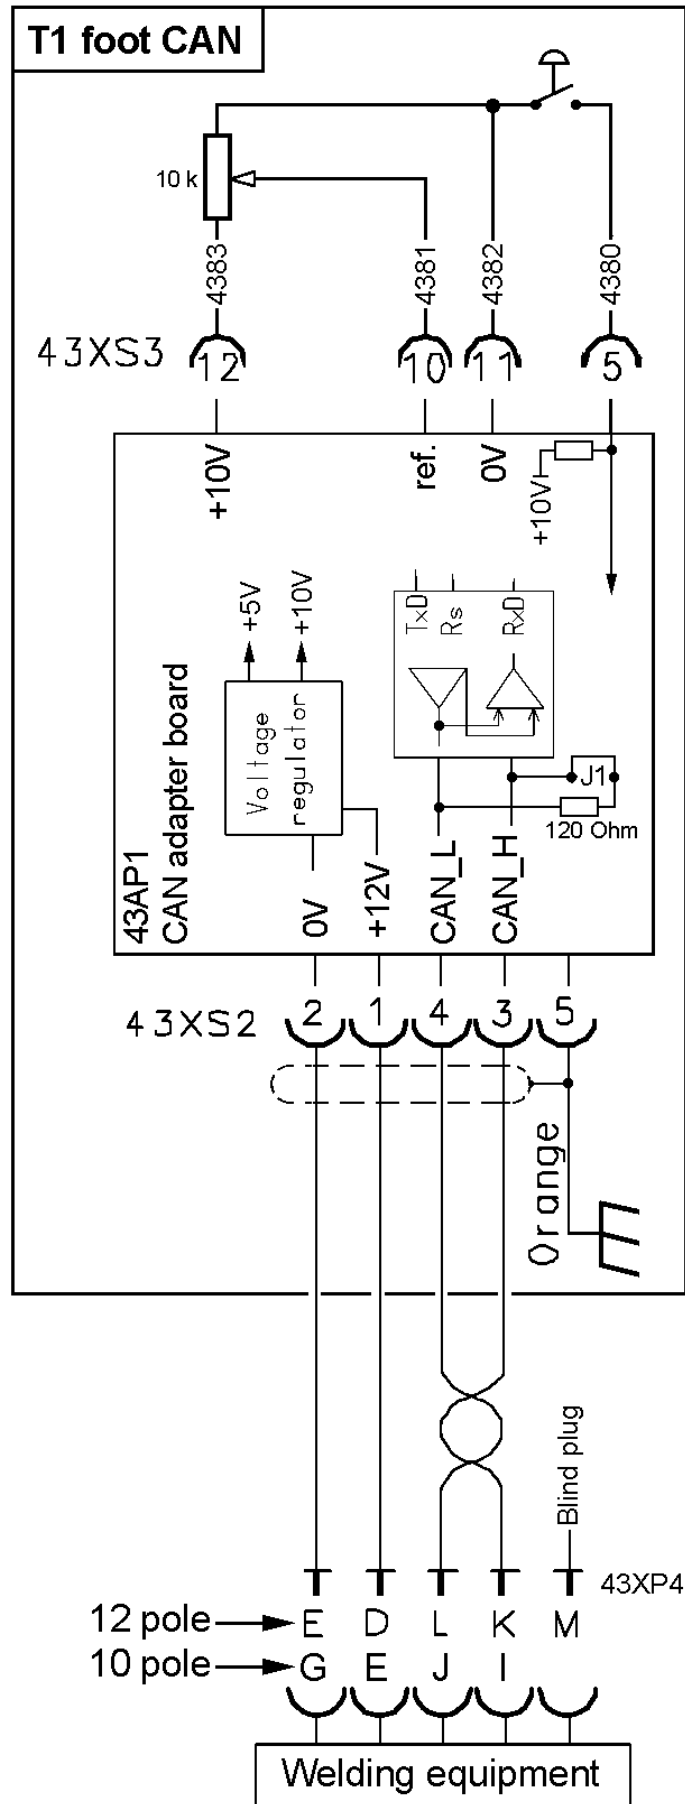 T1 foot CAN
10 k
4383
4381
4382
4380
43XS3
12
10
11
5
+10V
ref.
0V
+10V
+5V
+10V
TxD
Rs
RxD
Voltage
regulator
J1
120 Ohm
43AP1
CAN adapter board
0V
+12V
CAN_L
CAN_H
43XS2
2
1
4
3
5
Orange
Blind plug
43XP4
12 pole
E
D
L
K
M
10 pole
G
E
J
I
Welding equipment